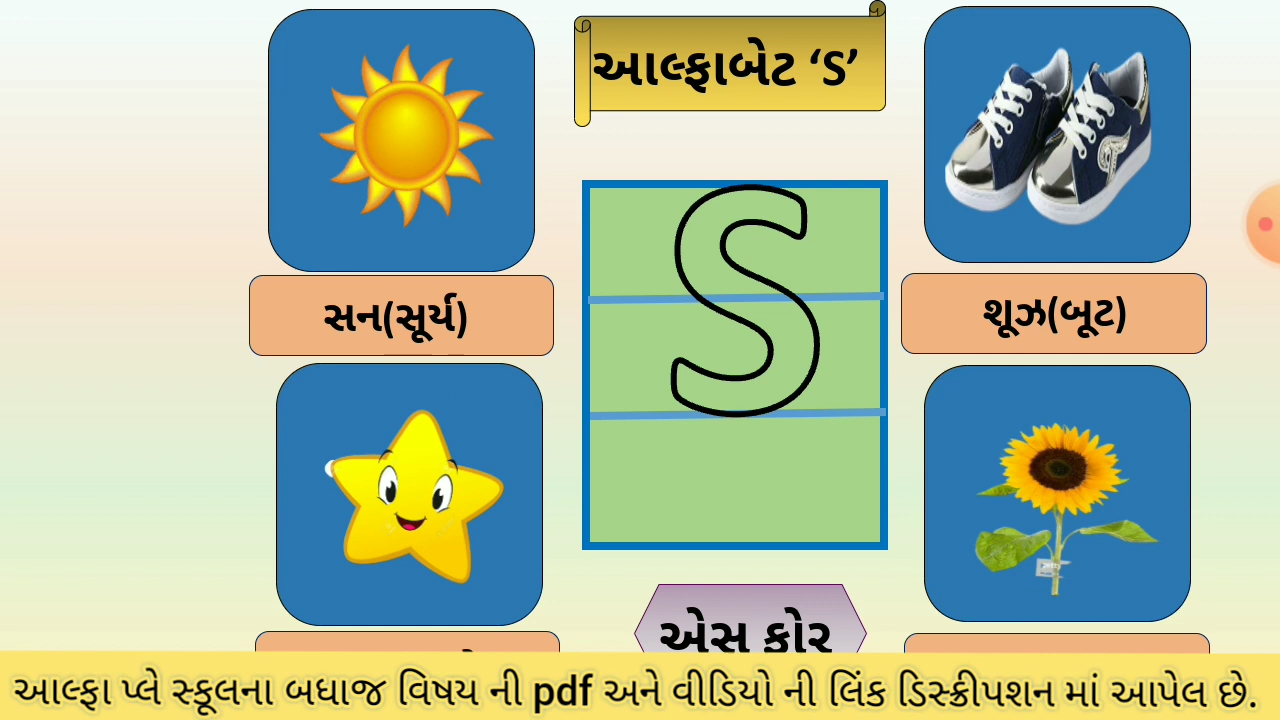 આલ્ફાબેટ ‘S’
S
સન(સૂર્ય)
શૂઝ(બૂટ)
એસ ફોર
આલ્ફા પ્લે સ્કૂલના બધાજ વિષય ની pdf અને વીડિયો ની લિંક ડિસ્ક્રીપશન માં આપેલ છે.